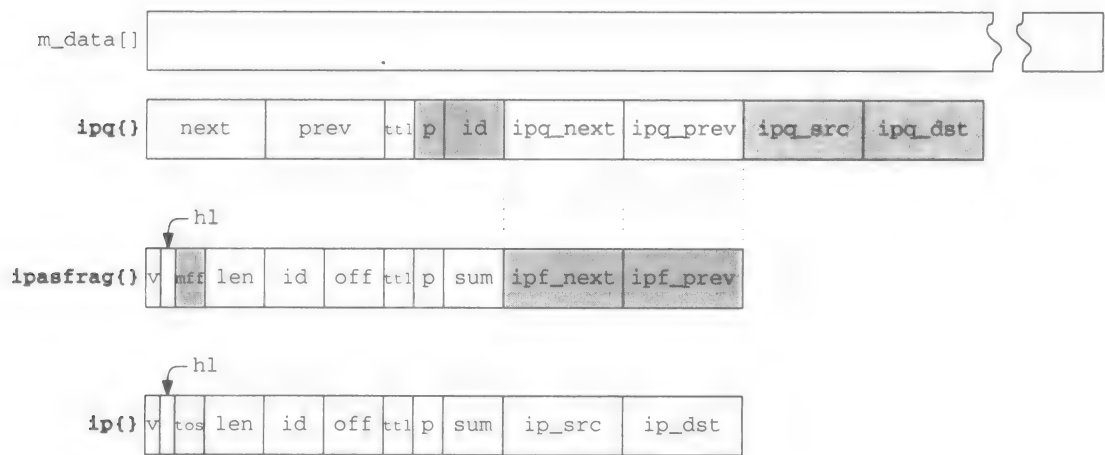 m_data[]
ipq{} next prev ttl p id ipq_next ipq_prev ipq_src ipq_dst
hl
ipasfrag{} v mff len id off ttl p sum ipf_next ipf_prev
hl
ip{} v tos len id off ttl p sum ip_src ip_dst